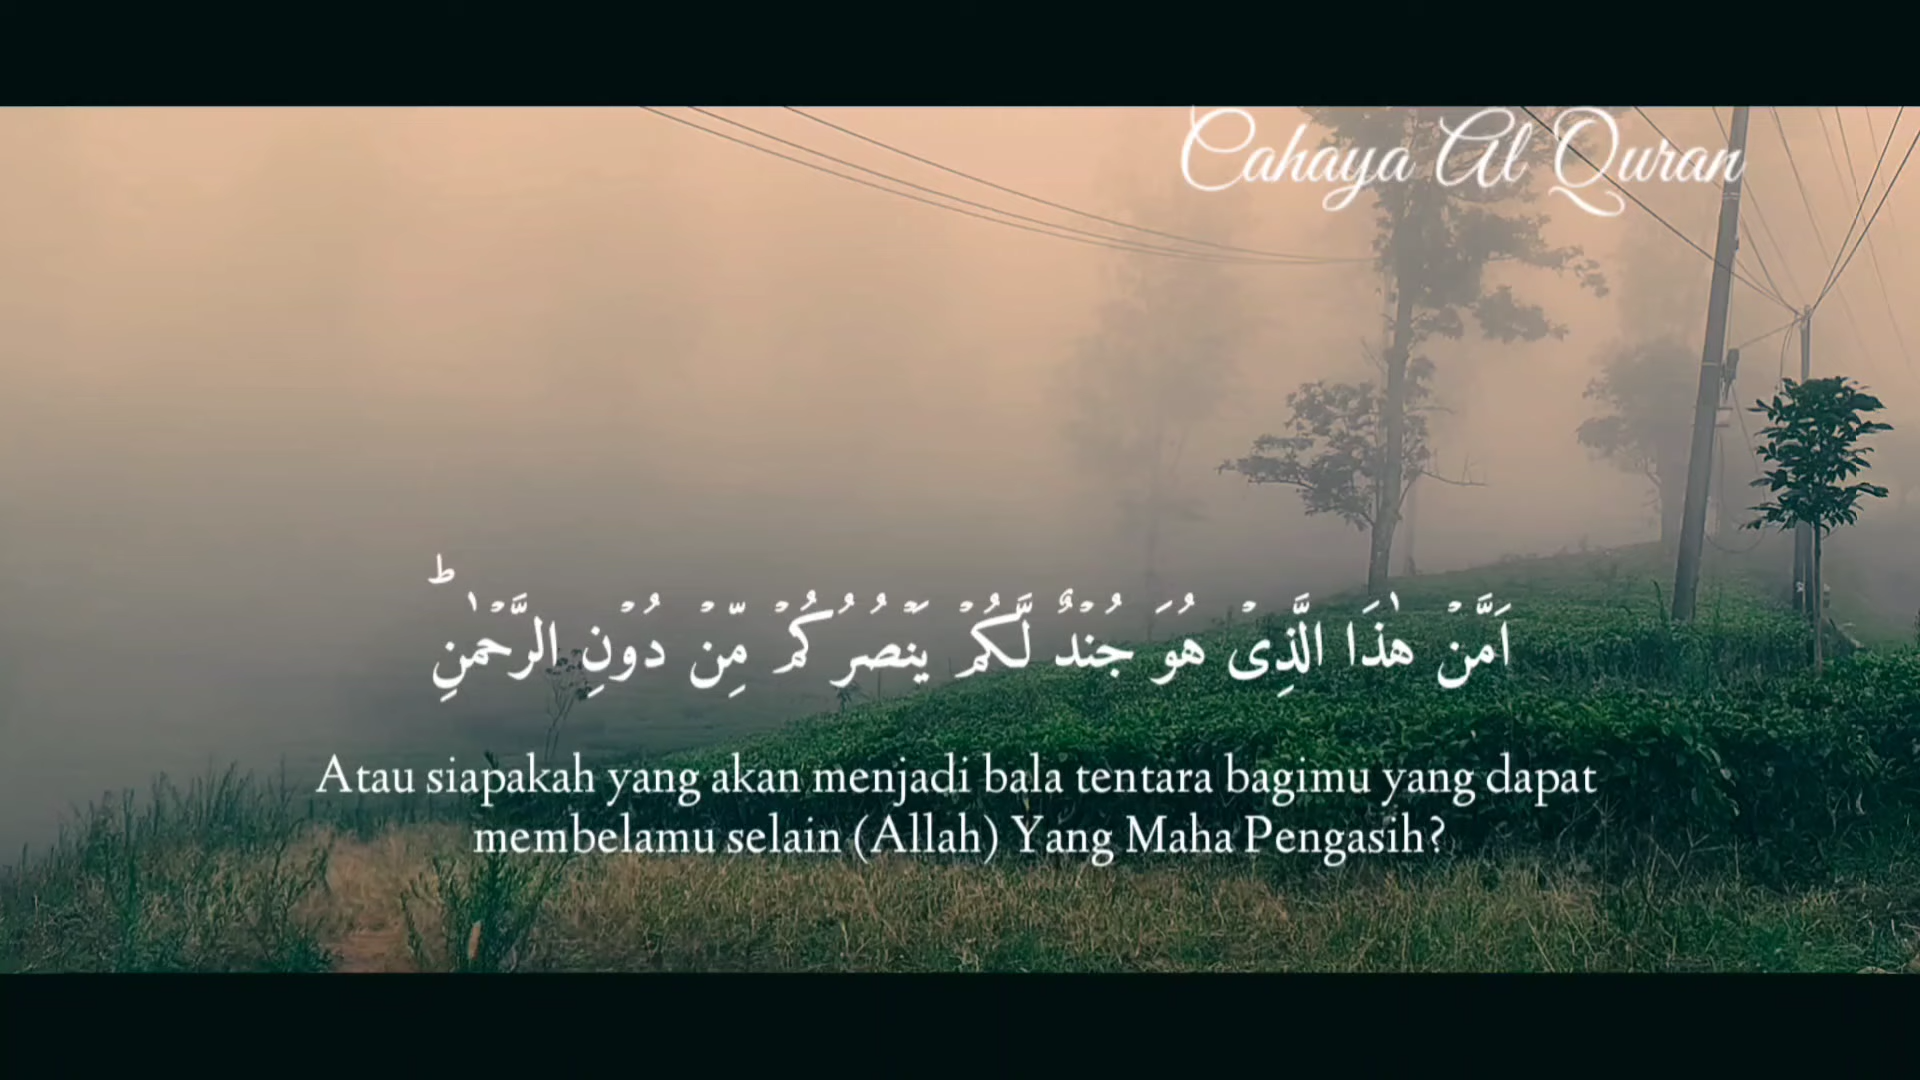 Cahaya Al Quran
اَمَّنْ هٰذَا الَّذِیْ هُوَ جُنْدٌ لَّكُمْ یَنْصُرُكُمْ مِّنْ دُوْنِ الرَّحْمٰنِؕ
Atau siapakah yang akan menjadi bala tentara bagimu yang dapat
membelamu selain (Allah) Yang Maha Pengasih?